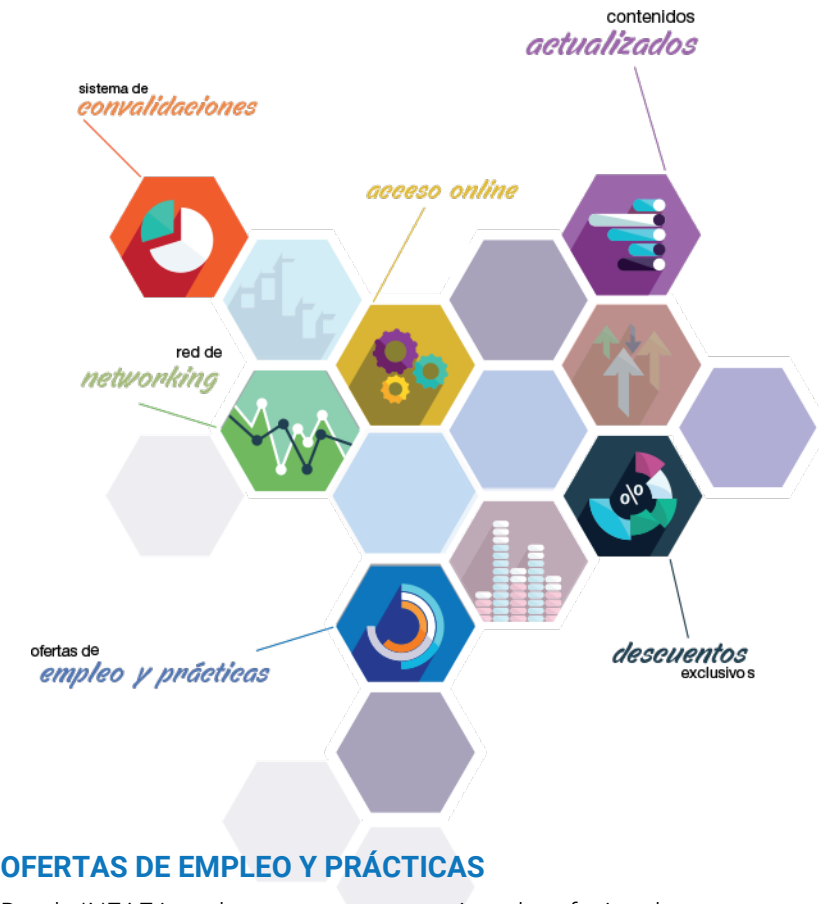 contenidos
actualizados
sistema de
convalidaciones
acceso online
red de
networking
%
ofertas de
empleo y prácticas
descuentos
exclusivos
OFERTAS DE EMPLEO Y PRÁCTICAS